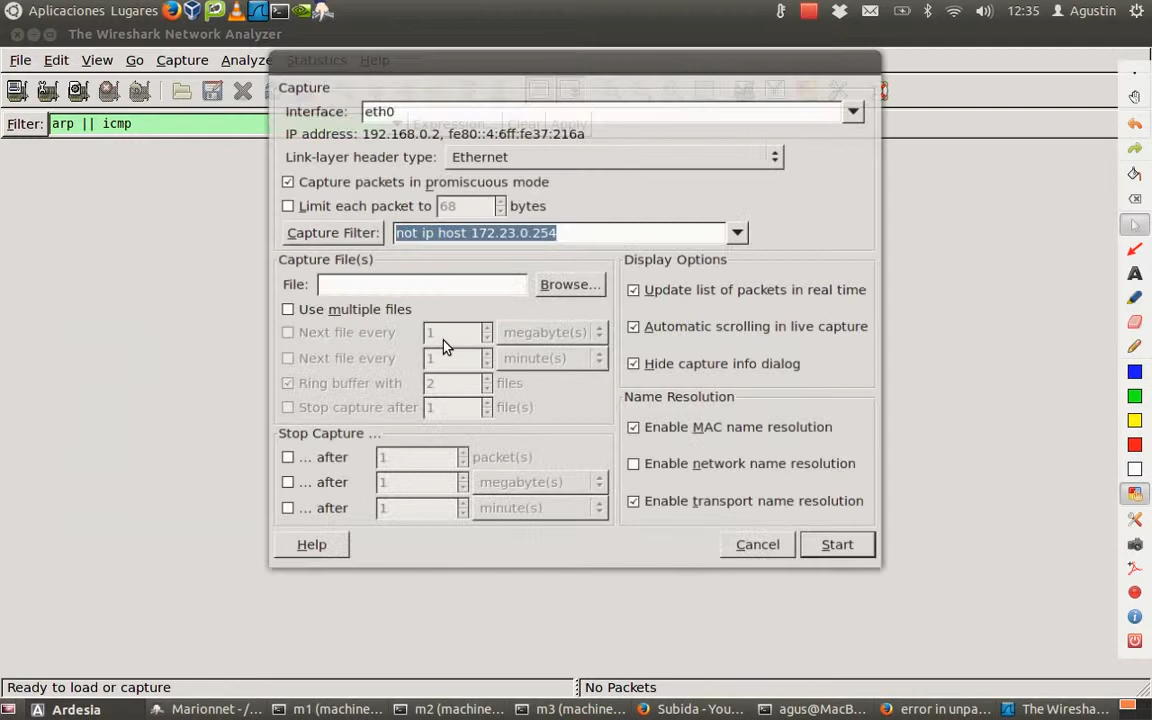 Aplicaciones Lugares 12:35 Agustin
The Wireshark Network Analyzer
File Edit View Go Capture Analyze Statistics Help
Capture
Interface: eth0
Filter: arp || icmp Expression... Clear Apply
IP address: 192.168.0.2, fe80::4:6ff:fe37:216a
Link-layer header type: Ethernet
Capture packets in promiscuous mode
Limit each packet to 68 bytes
Capture Filter: not ip host 172.23.0.254
Capture File(s) Display Options
File: Browse... Update list of packets in real time
Use multiple files
Next file every 1 megabyte(s) Automatic scrolling in live capture
Next file every 1 minute(s) Hide capture info dialog
Ring buffer with 2 files
Stop capture after 1 file(s) Name Resolution
Stop Capture ... Enable MAC name resolution
... after 1 packet(s) Enable network name resolution
... after 1 megabyte(s)
... after 1 minute(s) Enable transport name resolution
Help Cancel Start
Ready to load or capture No Packets
Ardesia Marionnet -/... m1 (machine... m2 (machine... m3 (machine... Subida - You... agus@MacB... error in unpa... The Wiresha...